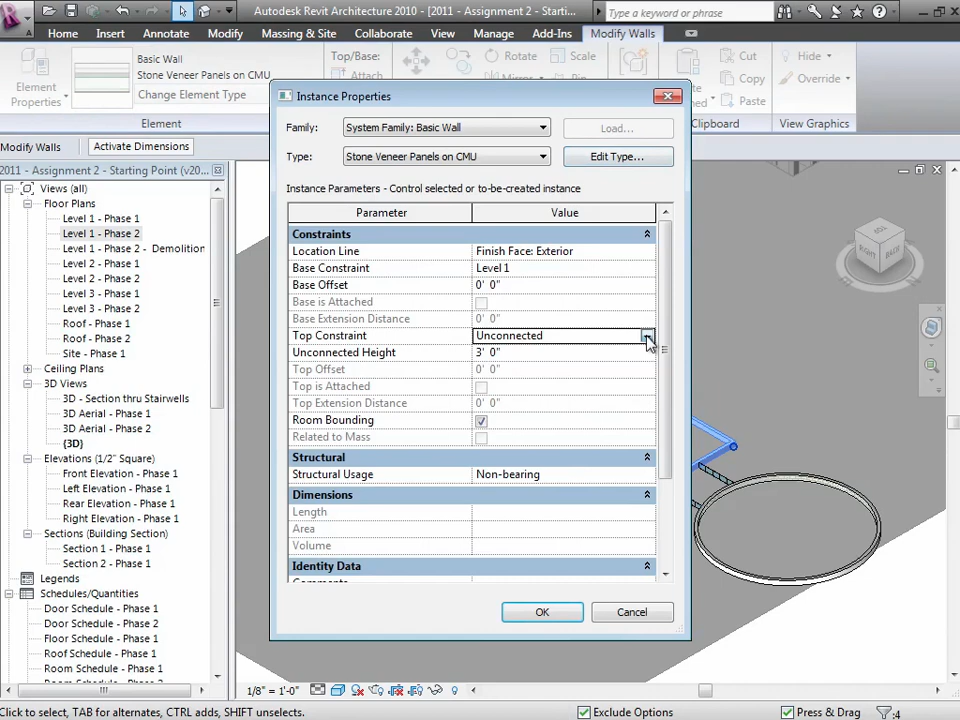 Autodesk Revit Architecture 2010 - [2011 - Assignment 2 - Starti...
Type a keyword or phrase
Home Insert Annotate Modify Massing & Site Collaborate View Manage Add-Ins Modify Walls
Element
Properties
Basic Wall
Stone Veneer Panels on CMU
Change Element Type
Top/Base:
Attach
Rotate
Scale
Mirror
Pin
Cut
Copy
Paste
Hide
Override
Element
Clipboard
View Graphics
Modify Walls
Activate Dimensions
2011 - Assignment 2 - Starting Point (v20...
Views (all)
Floor Plans
Level 1 - Phase 1
Level 1 - Phase 2
Level 1 - Phase 2 - Demolition
Level 2 - Phase 1
Level 2 - Phase 2
Level 3 - Phase 1
Level 3 - Phase 2
Roof - Phase 1
Roof - Phase 2
Site - Phase 1
Ceiling Plans
3D Views
3D - Section thru Stairwells
3D Aerial - Phase 1
3D Aerial - Phase 2
{3D}
Elevations (1/2" Square)
Front Elevation - Phase 1
Left Elevation - Phase 1
Rear Elevation - Phase 1
Right Elevation - Phase 1
Sections (Building Section)
Section 1 - Phase 1
Section 2 - Phase 1
Legends
Schedules/Quantities
Door Schedule - Phase 1
Door Schedule - Phase 2
Floor Schedule - Phase 1
Roof Schedule - Phase 1
Room Schedule - Phase 1
Instance Properties
Family: System Family: Basic Wall Load...
Type: Stone Veneer Panels on CMU Edit Type...
Instance Parameters - Control selected or to-be-created instance
Parameter Value
Constraints
Location Line Finish Face: Exterior
Base Constraint Level 1
Base Offset 0' 0"
Base is Attached
Base Extension Distance 0' 0"
Top Constraint Unconnected
Unconnected Height 3' 0"
Top Offset 0' 0"
Top is Attached
Top Extension Distance 0' 0"
Room Bounding
Related to Mass
Structural
Structural Usage Non-bearing
Dimensions
Length
Area
Volume
Identity Data
Comments
OK Cancel
RIGHT BACK
1/8" = 1'-0"
Click to select, TAB for alternates, CTRL adds, SHIFT unselects.
Exclude Options
Press & Drag
:4